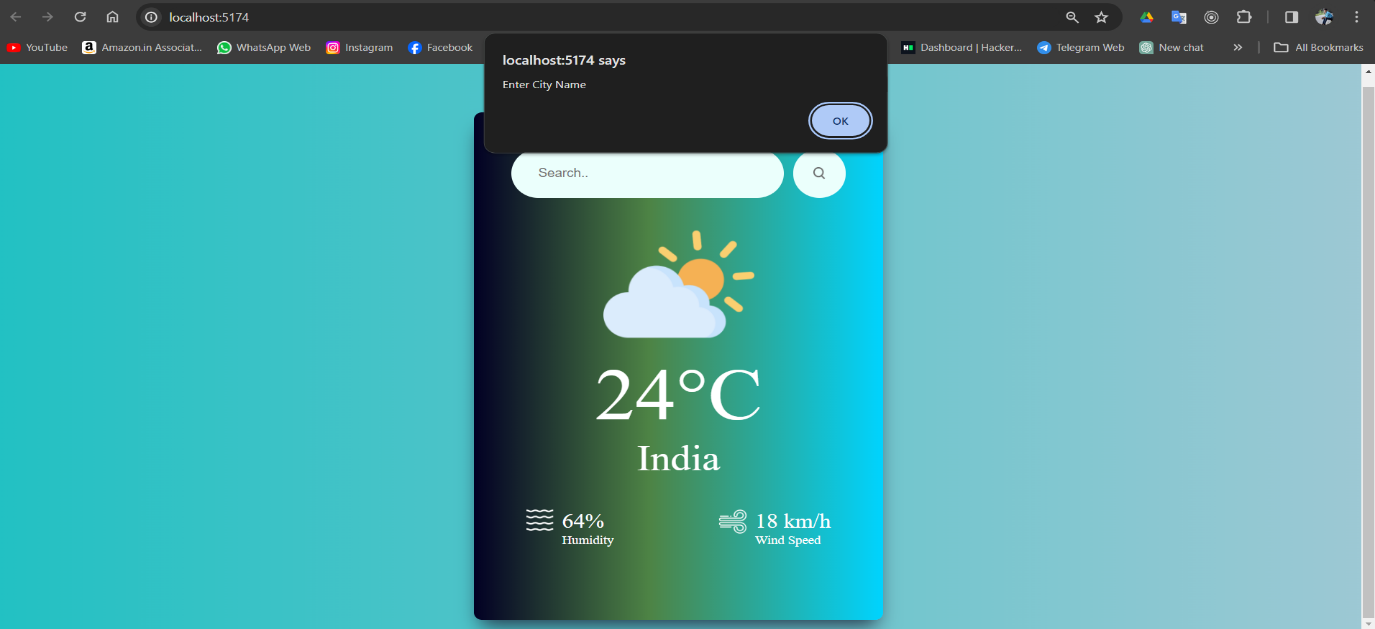 localhost:5174
YouTube
Amazon.in Associat...
WhatsApp Web
Instagram
Facebook
Dashboard | Hacker...
Telegram Web
New chat
»
All Bookmarks
localhost:5174 says
Enter City Name
OK
Search..
24°C
India
64%
Humidity
18 km/h
Wind Speed